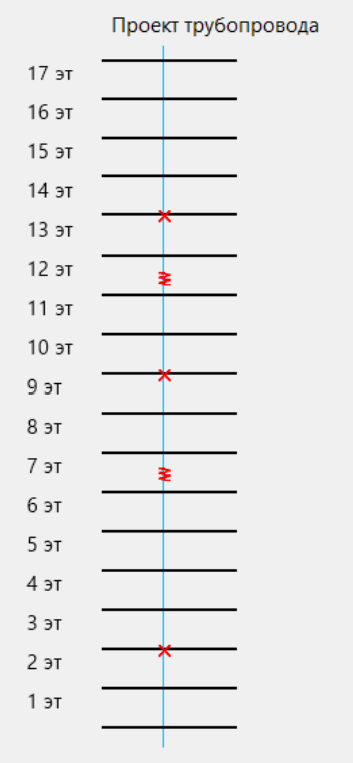 Проект трубопровода
17 эт
16 эт
15 эт
14 эт
13 эт
12 эт
11 эт
10 эт
9 эт
8 эт
7 эт
6 эт
5 эт
4 эт
3 эт
2 эт
1 эт